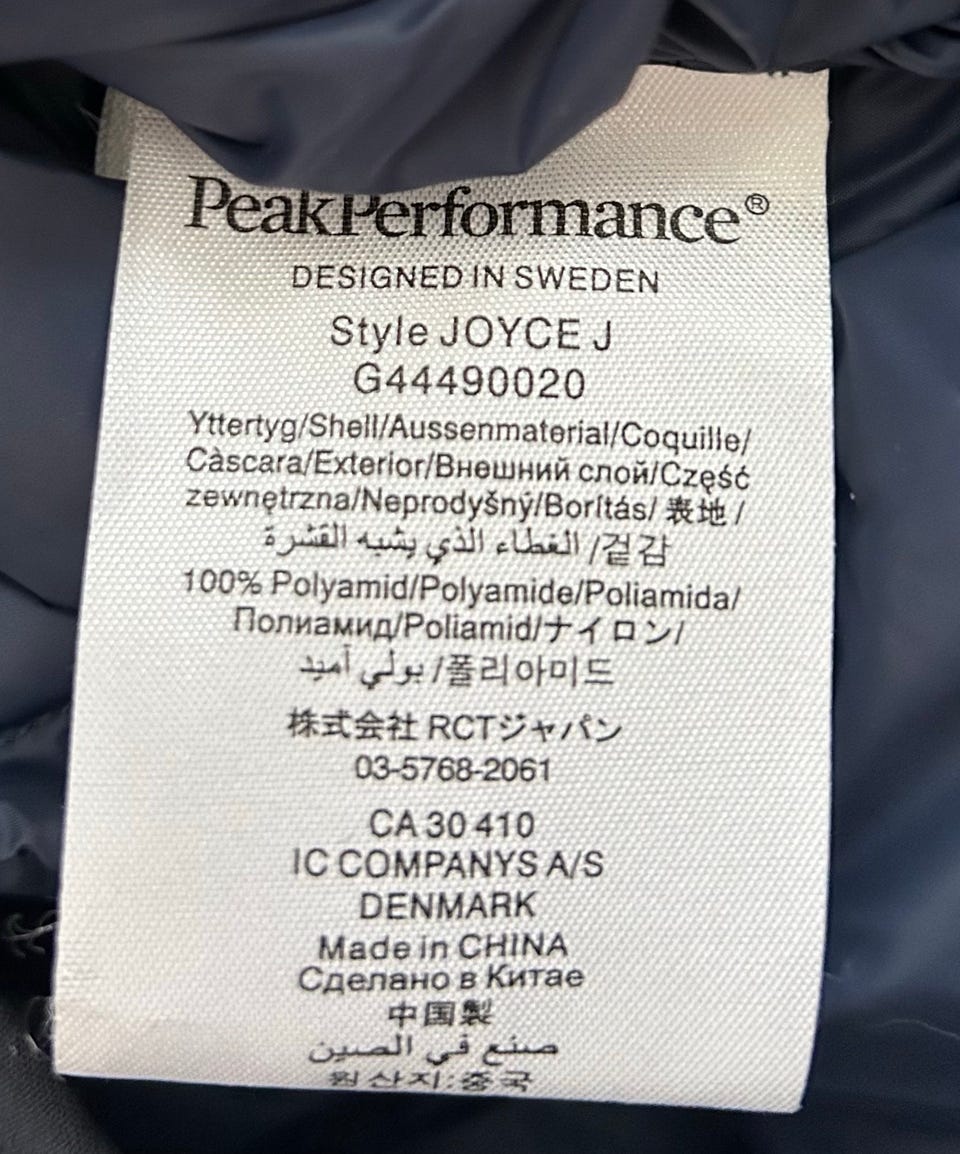 PeakPerformance®
DESIGNED IN SWEDEN
Style JOYCE J
G44490020
Yttertyg/Shell/Aussenmaterial/Coquille/
Càscara/Exterior/Внешний слой/Część
zewnętrzna/Neprodyšný/Borítás/ 表地 /
الغطاء الذي يشبه القشرة /겉감
100% Polyamid/Polyamide/Poliamida/
Полиамид/Poliamid/ナイロン/
بولي أميد /폴리아미드
株式会社 RCTジャパン
03-5768-2061
CA 30 410
IC COMPANYS A/S
DENMARK
Made in CHINA
Сделано в Китае
中国製
صنع في الصين
원산지:중국